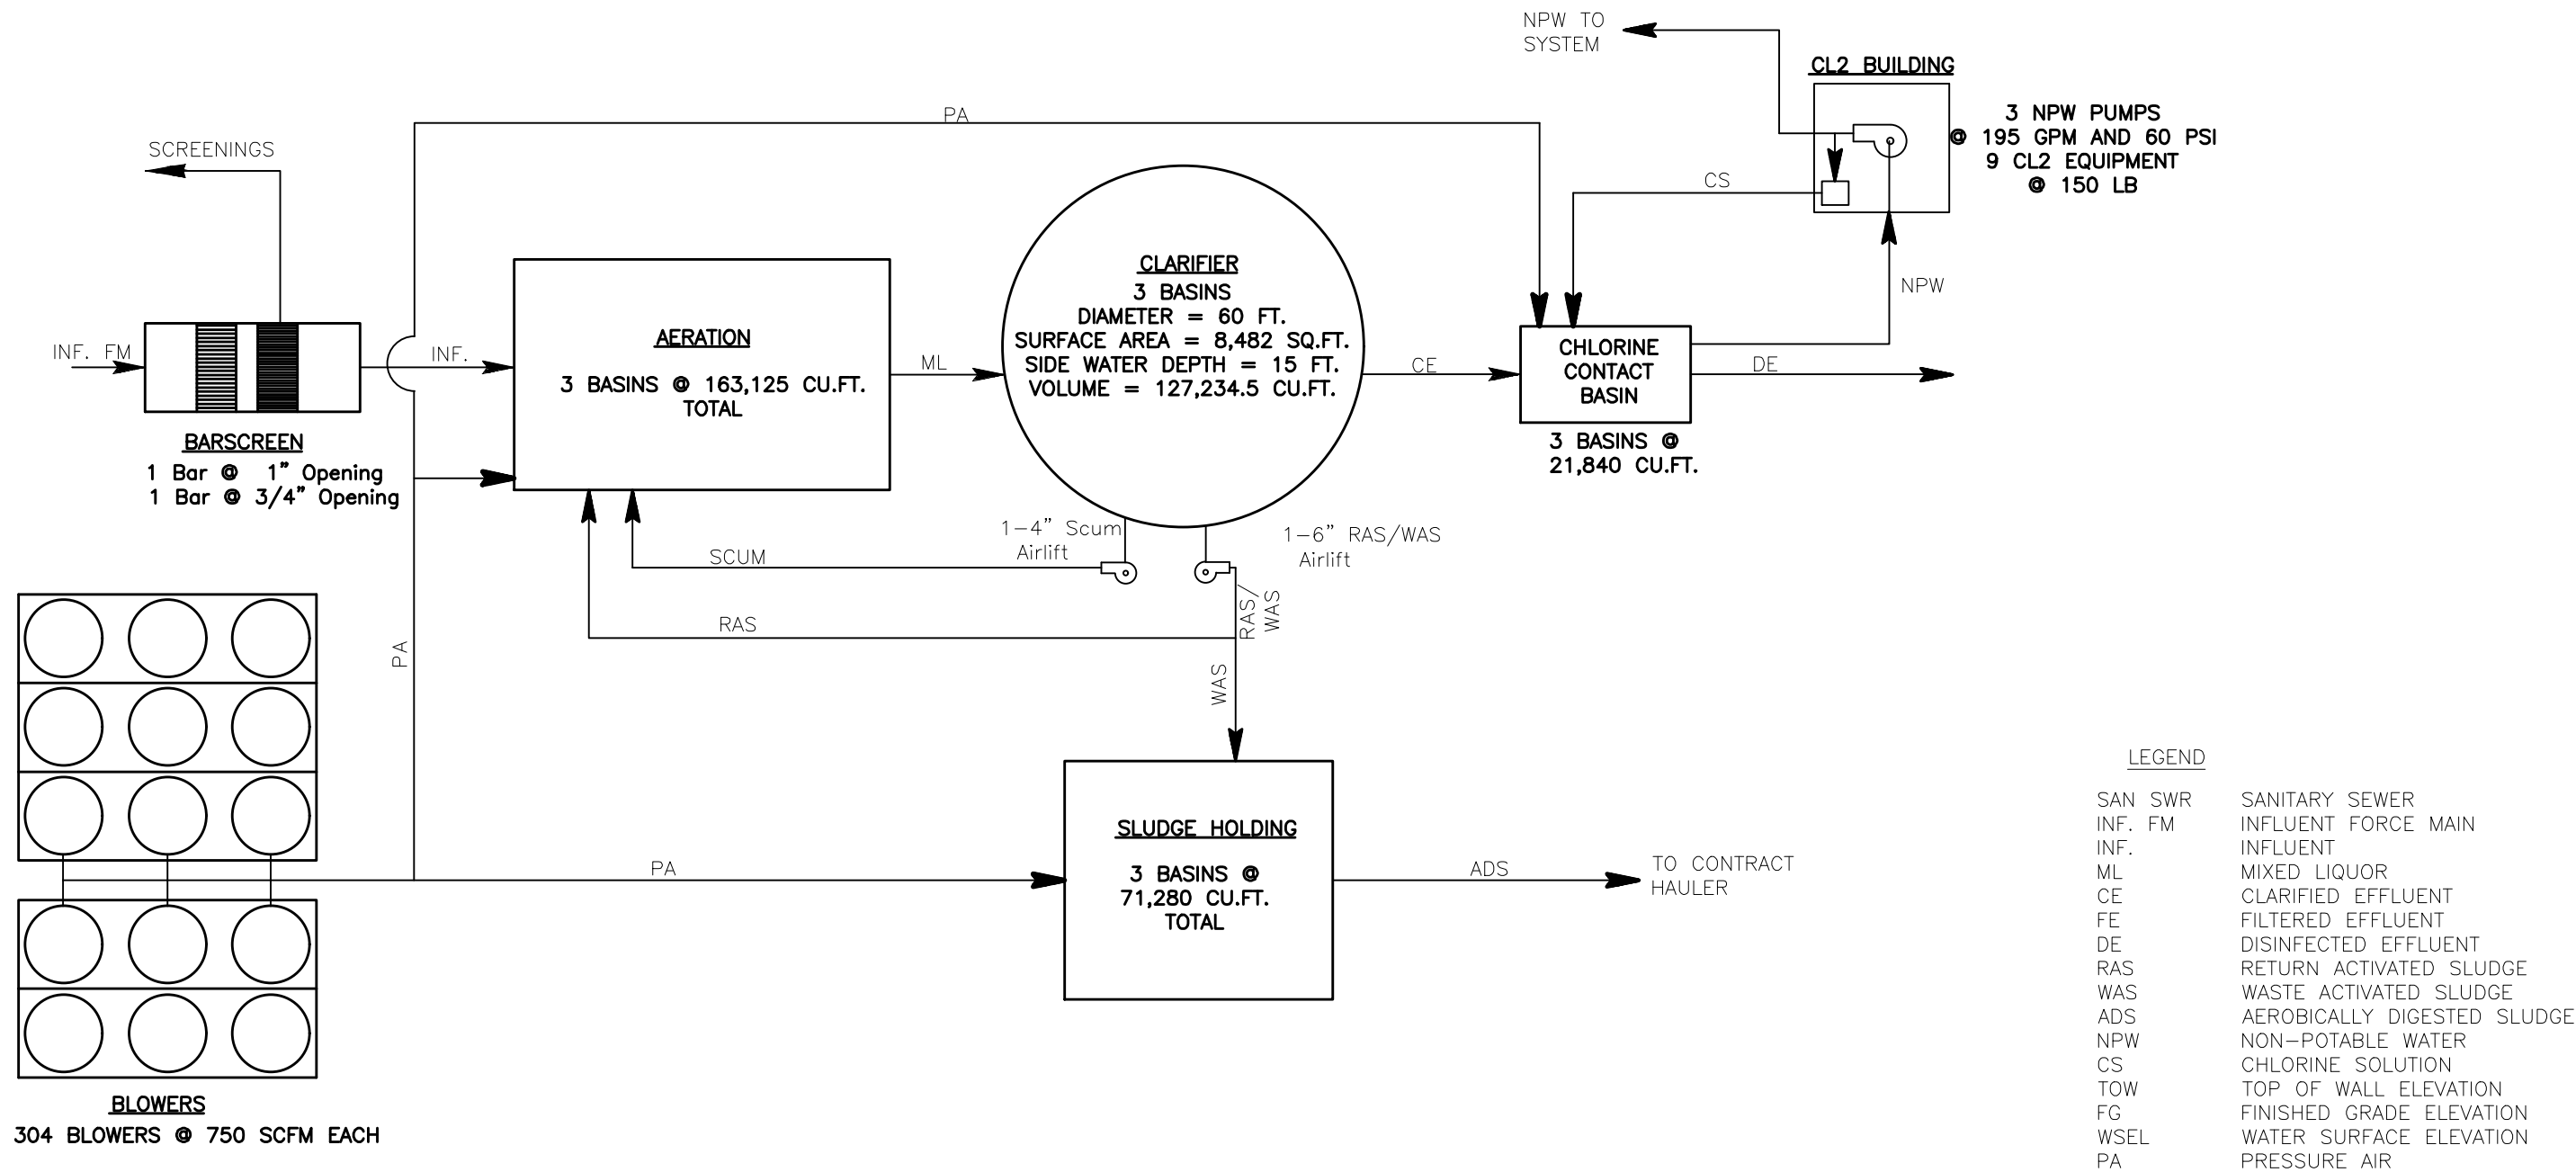 NPW TO
SYSTEM
CL2 BUILDING
3 NPW PUMPS
@ 195 GPM AND 60 PSI
9 CL2 EQUIPMENT
@ 150 LB
PA
SCREENINGS
CS
NPW
INF. FM
INF.
BARSCREEN
1 Bar @ 1" Opening
1 Bar @ 3/4" Opening
AERATION
3 BASINS @ 163,125 CU.FT.
TOTAL
ML
CLARIFIER
3 BASINS
DIAMETER = 60 FT.
SURFACE AREA = 8,482 SQ.FT.
SIDE WATER DEPTH = 15 FT.
VOLUME = 127,234.5 CU.FT.
CE
CHLORINE
CONTACT
BASIN
3 BASINS @
21,840 CU.FT.
DE
1-4" Scum
Airlift
1-6" RAS/WAS
Airlift
SCUM
RAS
RAS/
WAS
WAS
PA
PA
SLUDGE HOLDING
3 BASINS @
71,280 CU.FT.
TOTAL
ADS
TO CONTRACT
HAULER
BLOWERS
304 BLOWERS @ 750 SCFM EACH
LEGEND
SAN SWR SANITARY SEWER
INF. FM INFLUENT FORCE MAIN
INF. INFLUENT
ML MIXED LIQUOR
CE CLARIFIED EFFLUENT
FE FILTERED EFFLUENT
DE DISINFECTED EFFLUENT
RAS RETURN ACTIVATED SLUDGE
WAS WASTE ACTIVATED SLUDGE
ADS AEROBICALLY DIGESTED SLUDGE
NPW NON-POTABLE WATER
CS CHLORINE SOLUTION
TOW TOP OF WALL ELEVATION
FG FINISHED GRADE ELEVATION
WSEL WATER SURFACE ELEVATION
PA PRESSURE AIR